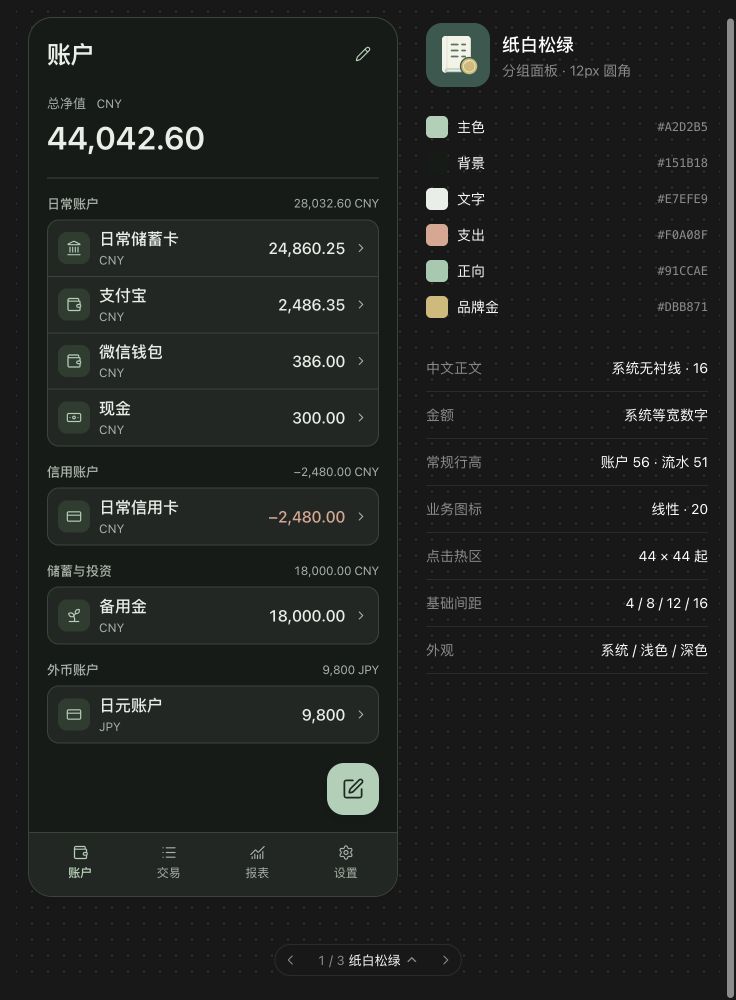 账户
总净值 CNY
44,042.60
日常账户 28,032.60 CNY
日常储蓄卡 24,860.25
CNY
支付宝 2,486.35
CNY
微信钱包 386.00
CNY
现金 300.00
CNY
信用账户 −2,480.00 CNY
日常信用卡 −2,480.00
CNY
储蓄与投资 18,000.00 CNY
备用金 18,000.00
CNY
外币账户 9,800 JPY
日元账户 9,800
JPY
账户 交易 报表 设置
纸白松绿
分组面板 · 12px 圆角
主色 #A2D2B5
背景 #151B18
文字 #E7EFE9
支出 #F0A08F
正向 #91CCAE
品牌金 #DBB871
中文正文 系统无衬线 · 16
金额 系统等宽数字
常规行高 账户 56 · 流水 51
业务图标 线性 · 20
点击热区 44 × 44 起
基础间距 4 / 8 / 12 / 16
外观 系统 / 浅色 / 深色
1 / 3 纸白松绿